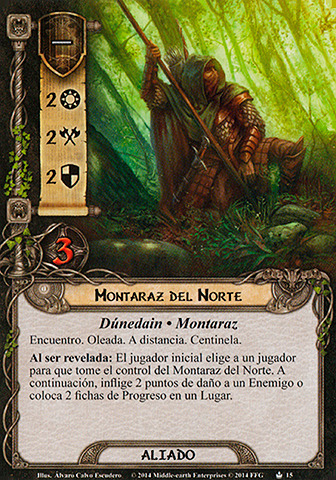 –
2
2
2
3
Montaraz del Norte
Dúnedain • Montaraz
Encuentro. Oleada. A distancia. Centinela.
Al ser revelada: El jugador inicial elige a un jugador
para que tome el control del Montaraz del Norte. A
continuación, inflige 2 puntos de daño a un Enemigo o
coloca 2 fichas de Progreso en un Lugar.
ALIADO
Illus. Álvaro Calvo Escudero © 2014 Middle-earth Enterprises © 2014 FFG 15